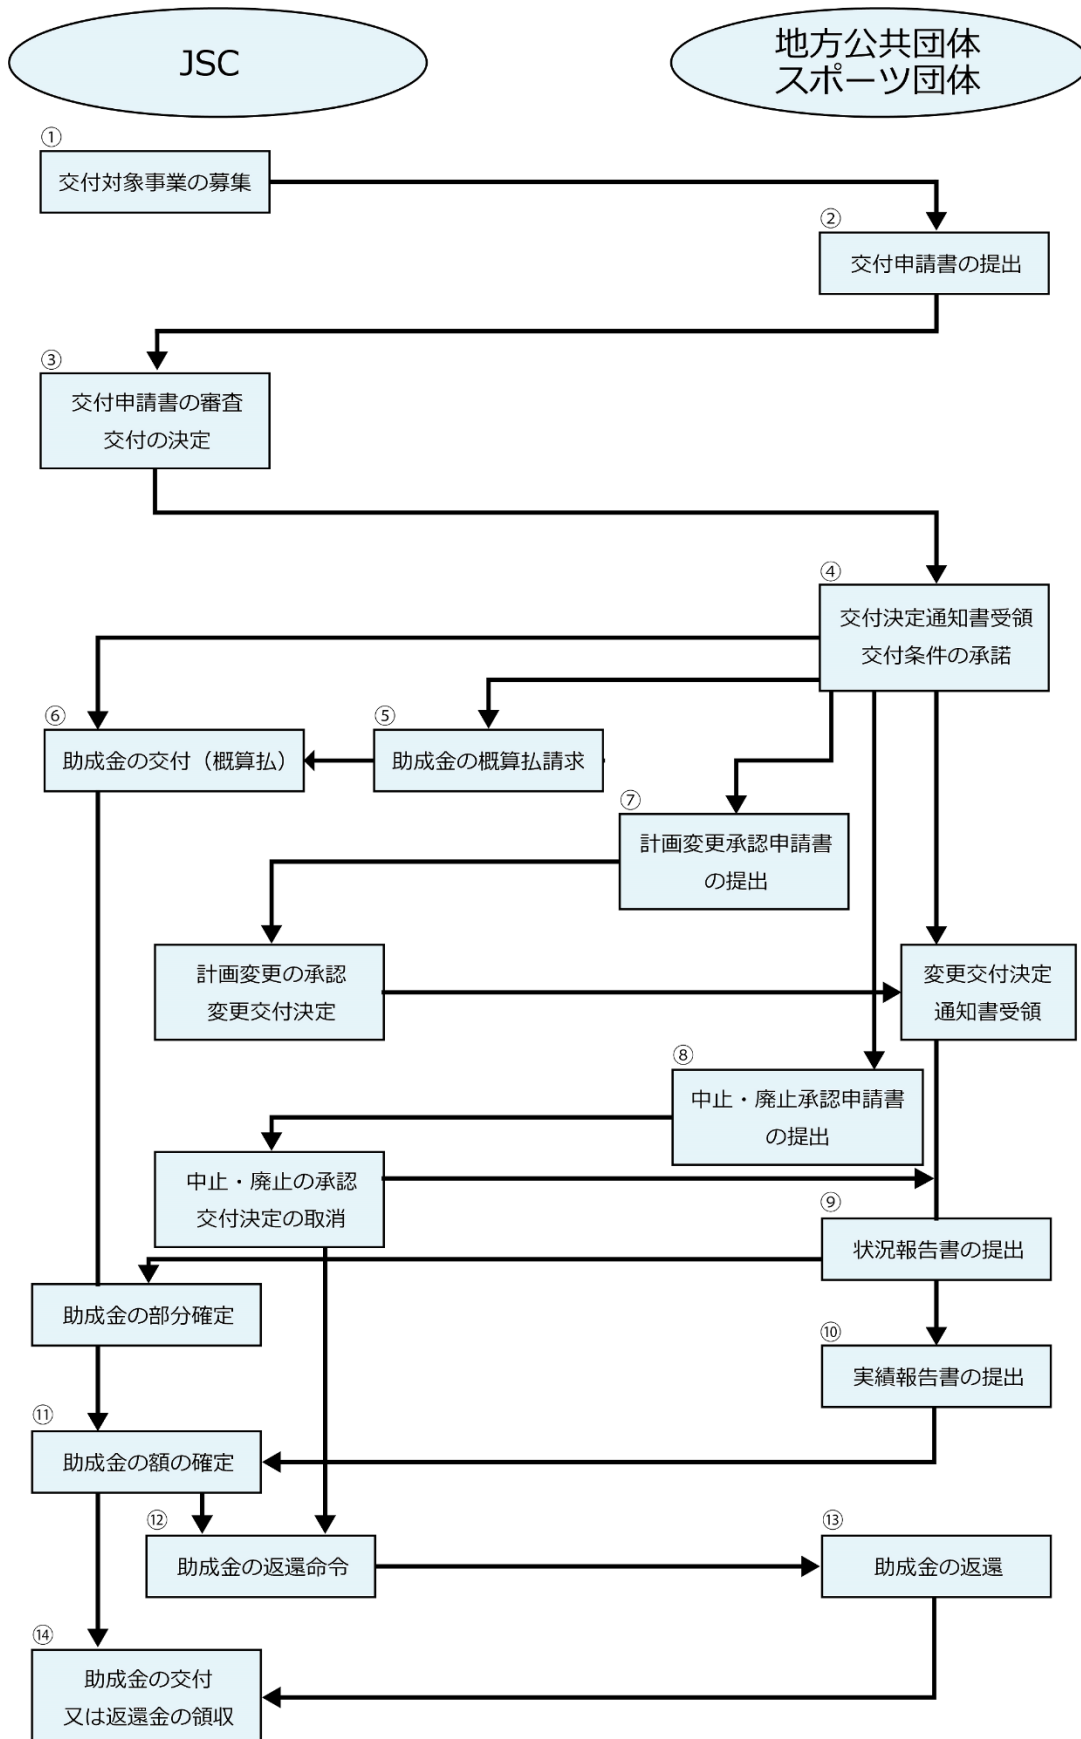 JSC
地方公共団体
スポーツ団体
①
交付対象事業の募集
②
交付申請書の提出
③
交付申請書の審査
交付の決定
④
交付決定通知書受領
交付条件の承諾
⑥
助成金の交付（概算払）
⑤
助成金の概算払請求
⑦
計画変更承認申請書
の提出
計画変更の承認
変更交付決定
変更交付決定
通知書受領
⑧
中止・廃止承認申請書
の提出
中止・廃止の承認
交付決定の取消
⑨
状況報告書の提出
助成金の部分確定
⑩
実績報告書の提出
⑪
助成金の額の確定
⑫
助成金の返還命令
⑬
助成金の返還
⑭
助成金の交付
又は返還金の領収